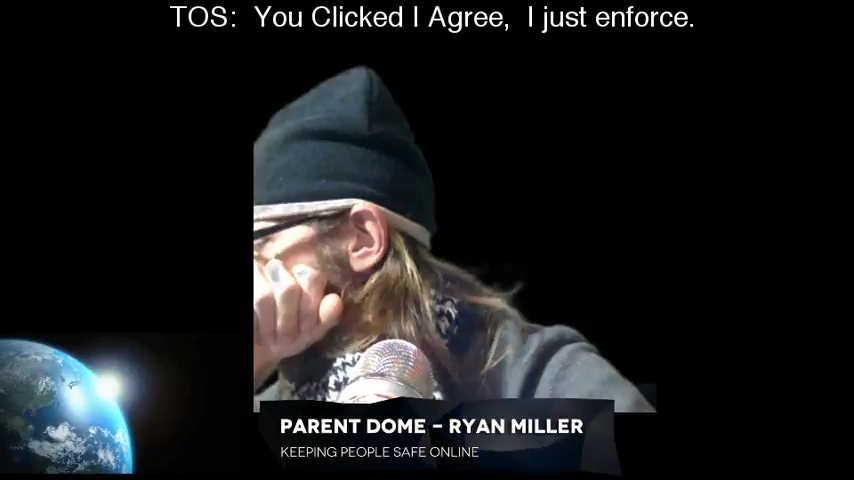 TOS:  You Clicked I Agree,  I just enforce.
PARENT DOME - RYAN MILLER
KEEPING PEOPLE SAFE ONLINE